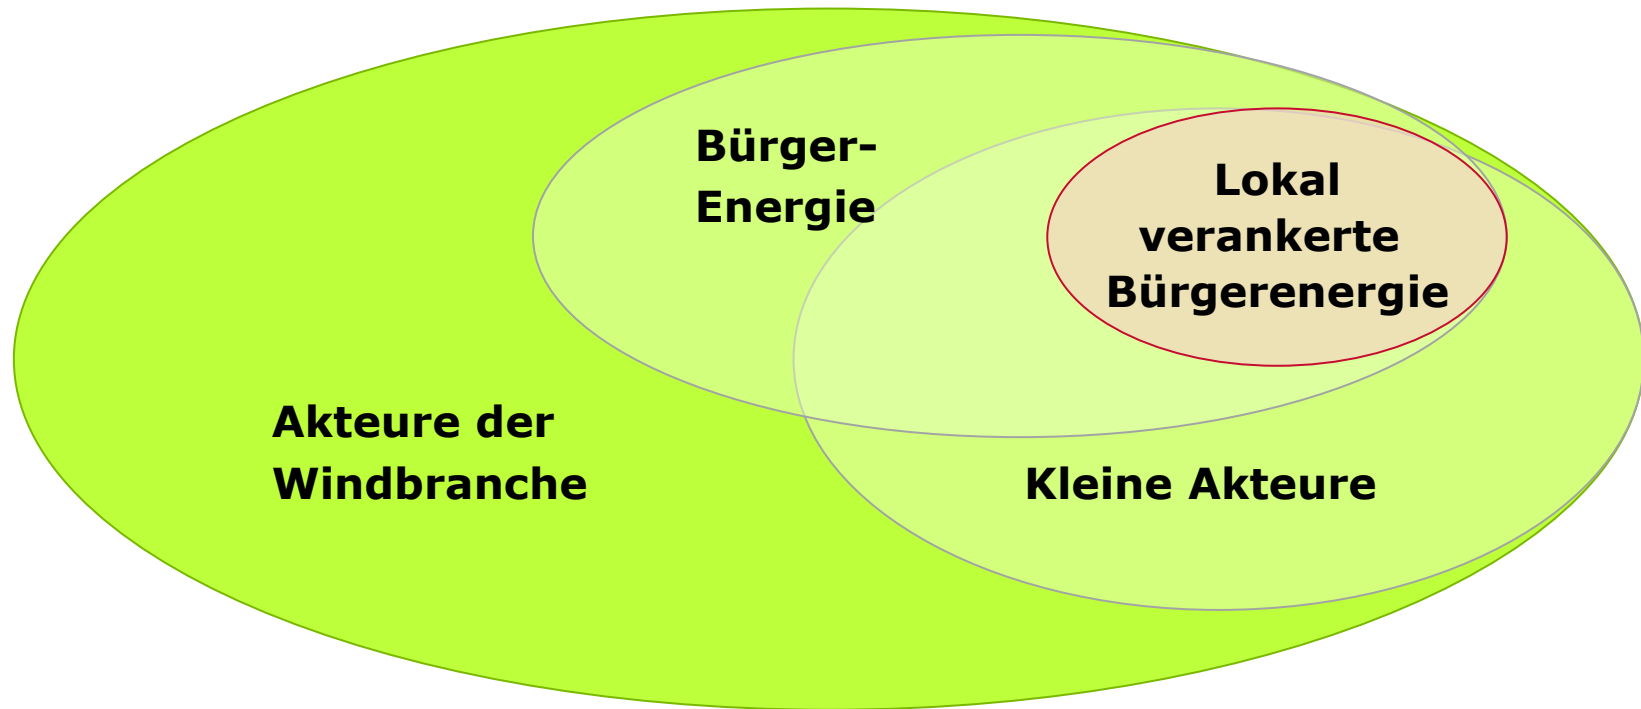 Bürger-
Energie
Lokal
verankerte
Bürgerenergie
Akteure der
Windbranche
Kleine Akteure